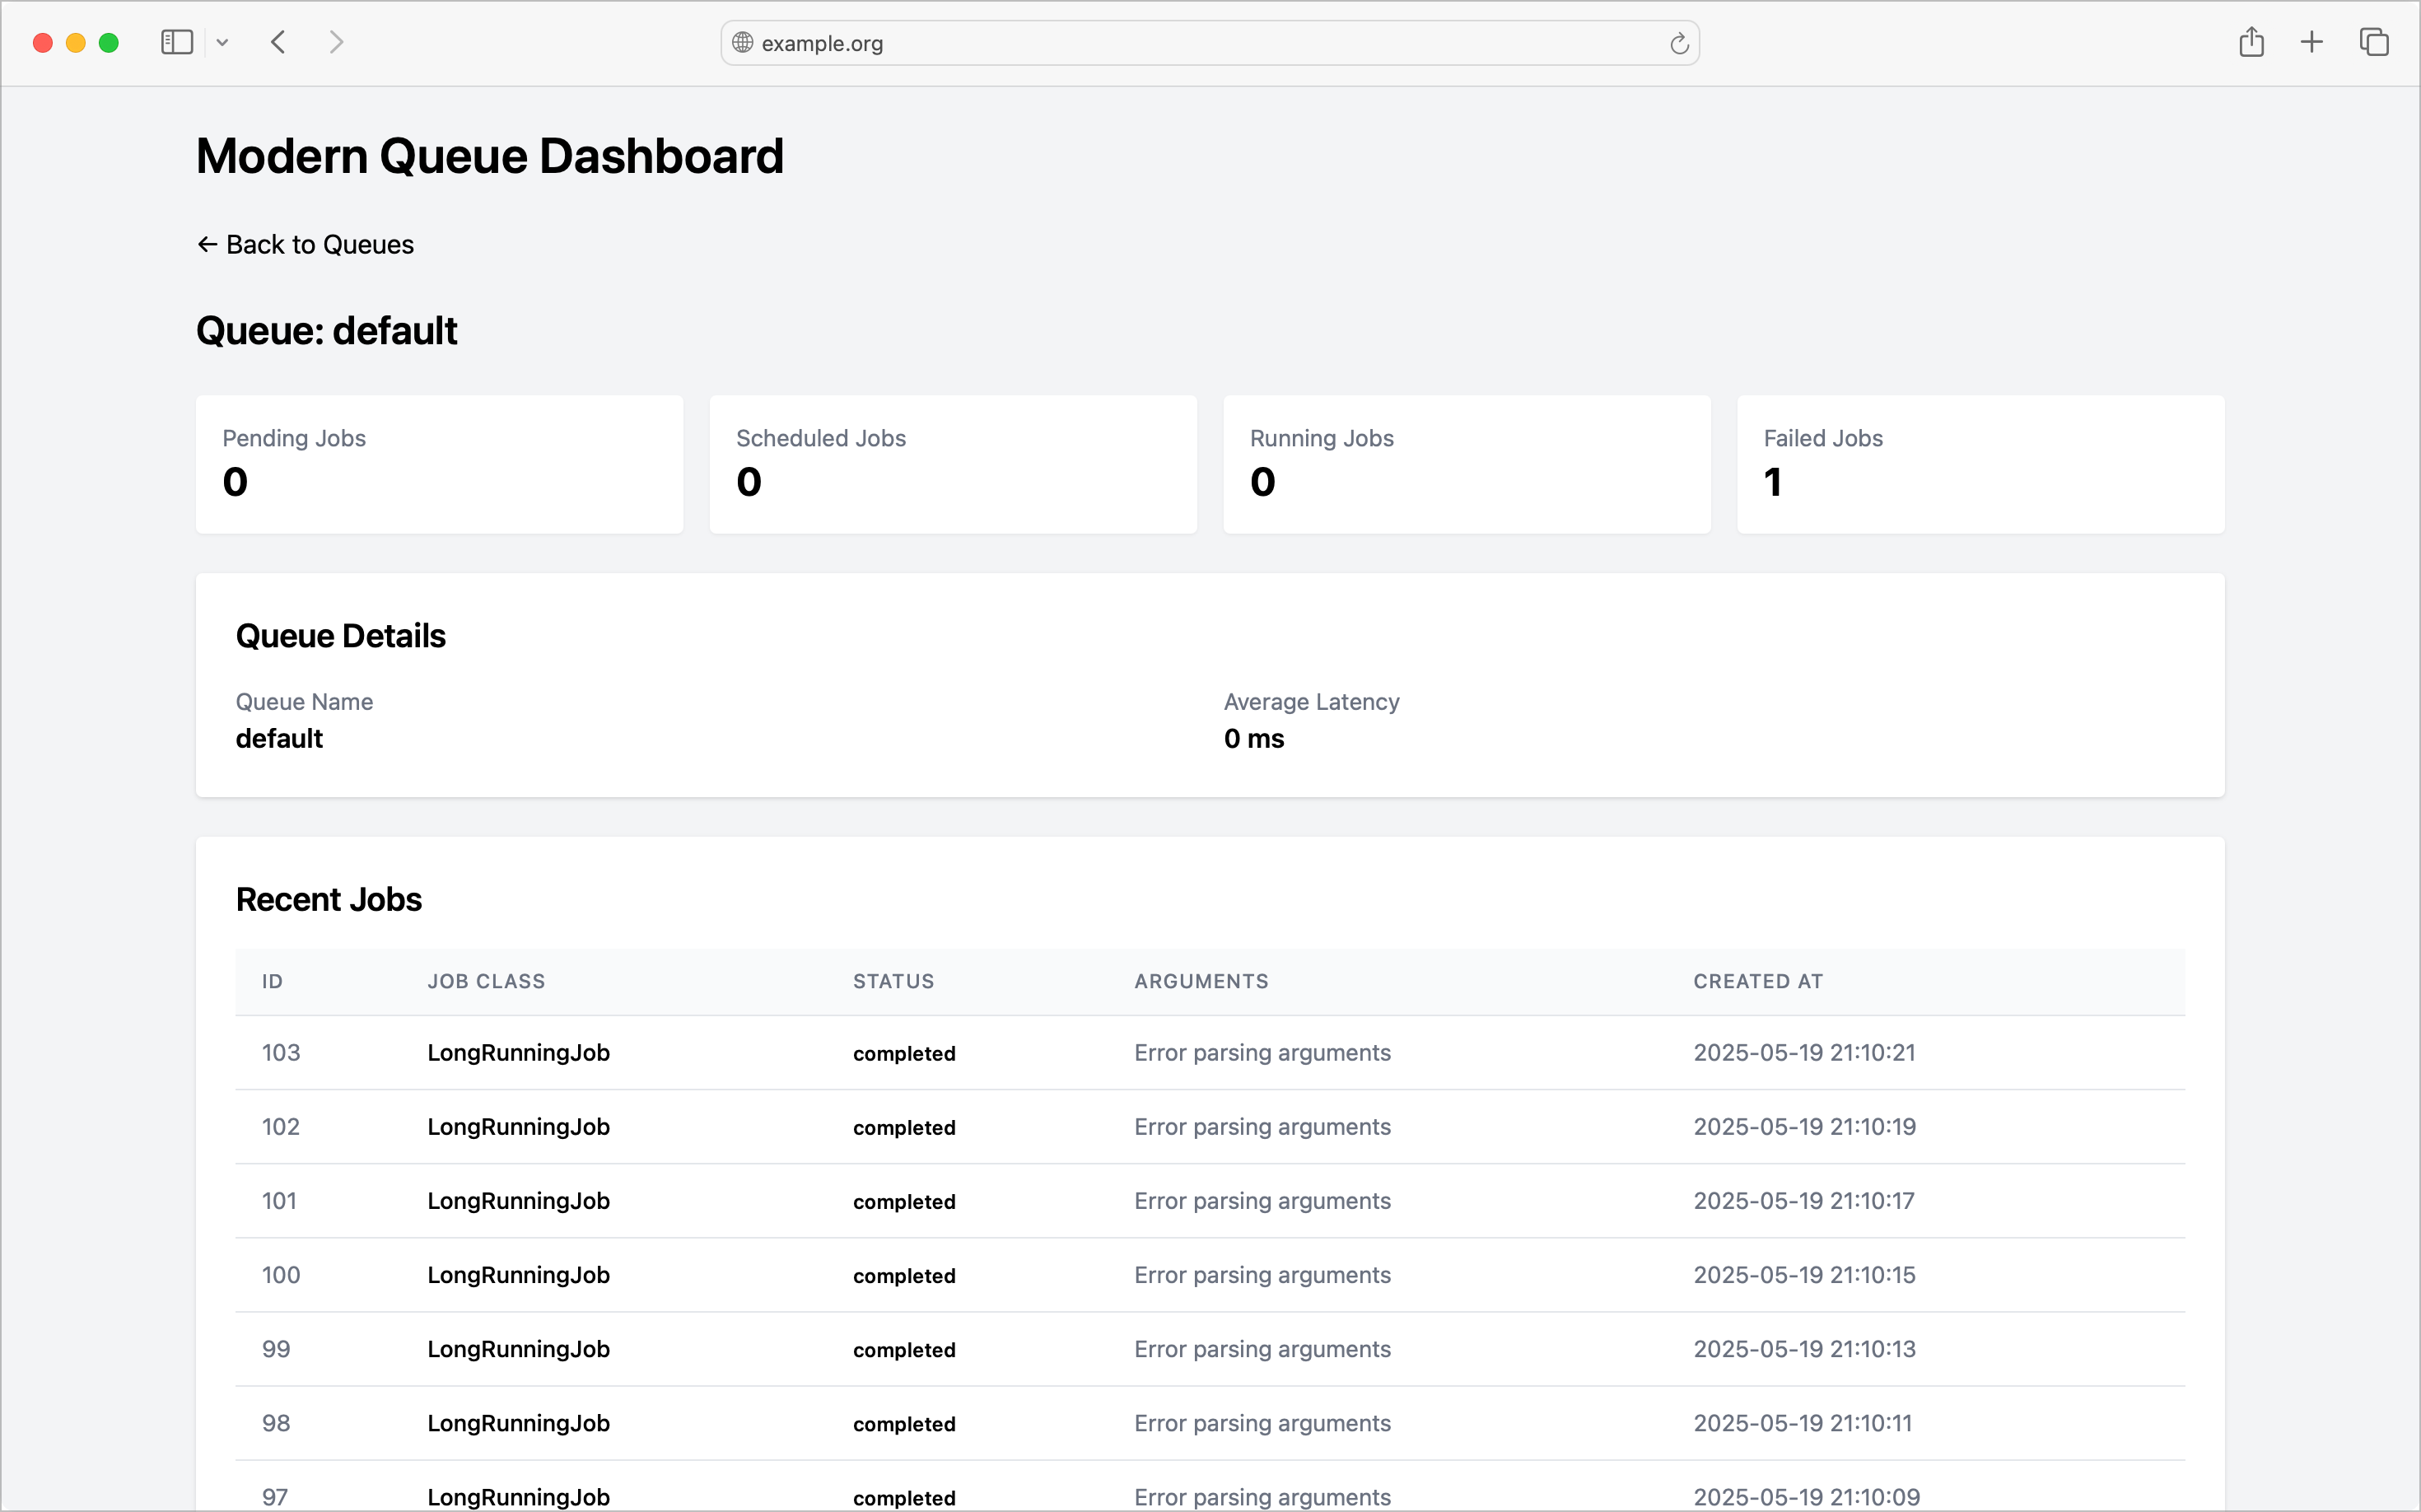 example.org
Modern Queue Dashboard
← Back to Queues
Queue: default
Pending Jobs Scheduled Jobs Running Jobs Failed Jobs
0 0 0 1
Queue Details
Queue Name Average Latency
default 0 ms
Recent Jobs
ID JOB CLASS STATUS ARGUMENTS CREATED AT
103 LongRunningJob completed Error parsing arguments 2025-05-19 21:10:21
102 LongRunningJob completed Error parsing arguments 2025-05-19 21:10:19
101 LongRunningJob completed Error parsing arguments 2025-05-19 21:10:17
100 LongRunningJob completed Error parsing arguments 2025-05-19 21:10:15
99 LongRunningJob completed Error parsing arguments 2025-05-19 21:10:13
98 LongRunningJob completed Error parsing arguments 2025-05-19 21:10:11
97 LongRunningJob completed Error parsing arguments 2025-05-19 21:10:09